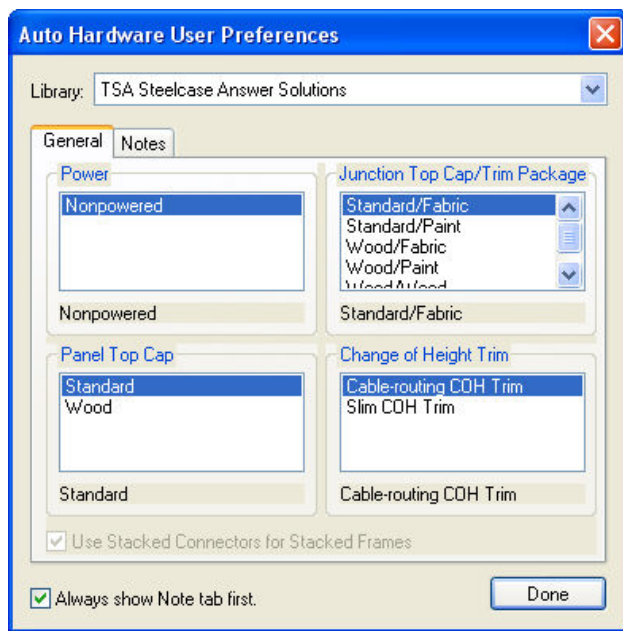 Auto Hardware User Preferences
Library: TSA Steelcase Answer Solutions
General Notes
Power
Nonpowered
Nonpowered
Junction Top Cap/Trim Package
Standard/Fabric
Standard/Paint
Wood/Fabric
Wood/Paint
Wood/Wood
Standard/Fabric
Panel Top Cap
Standard
Wood
Standard
Change of Height Trim
Cable-routing COH Trim
Slim COH Trim
Cable-routing COH Trim
Use Stacked Connectors for Stacked Frames
Always show Note tab first.
Done